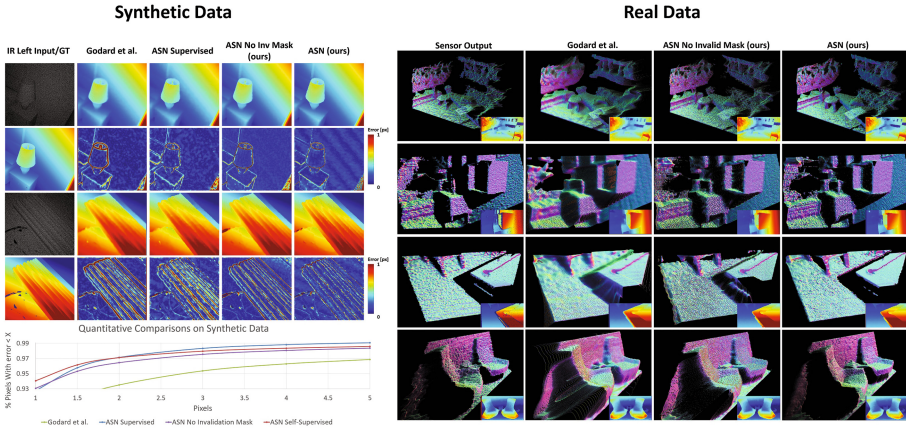 Synthetic Data
IR Left Input/GT
Godard et al.
ASN Supervised
ASN No Inv Mask
(ours)
ASN (ours)
Error [px]
1
0
Error [px]
1
0
Quantitative Comparisons on Synthetic Data
% Pixels With error < X
0.99
0.97
0.95
0.93
1
1.5
2
2.5
3
3.5
4
4.5
5
Pixels
Godard et al.
ASN Supervised
ASN No Invalidation Mask
ASN Self-Supervised
Real Data
Sensor Output
Godard et al.
ASN No Invalid Mask (ours)
ASN (ours)